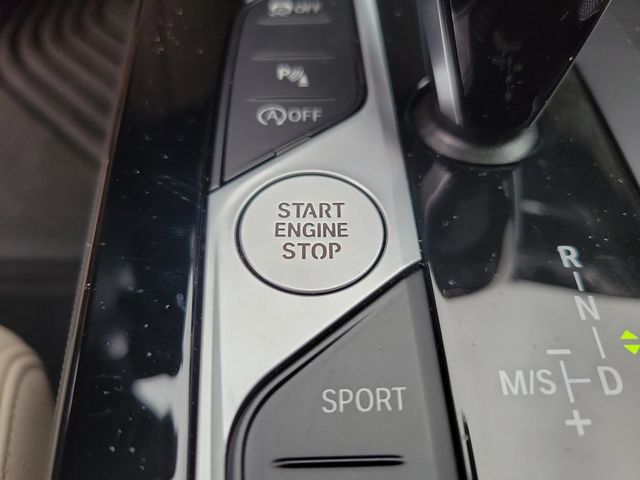 OFF
P
A OFF
START
ENGINE
STOP
SPORT
R
N
M/S D
+